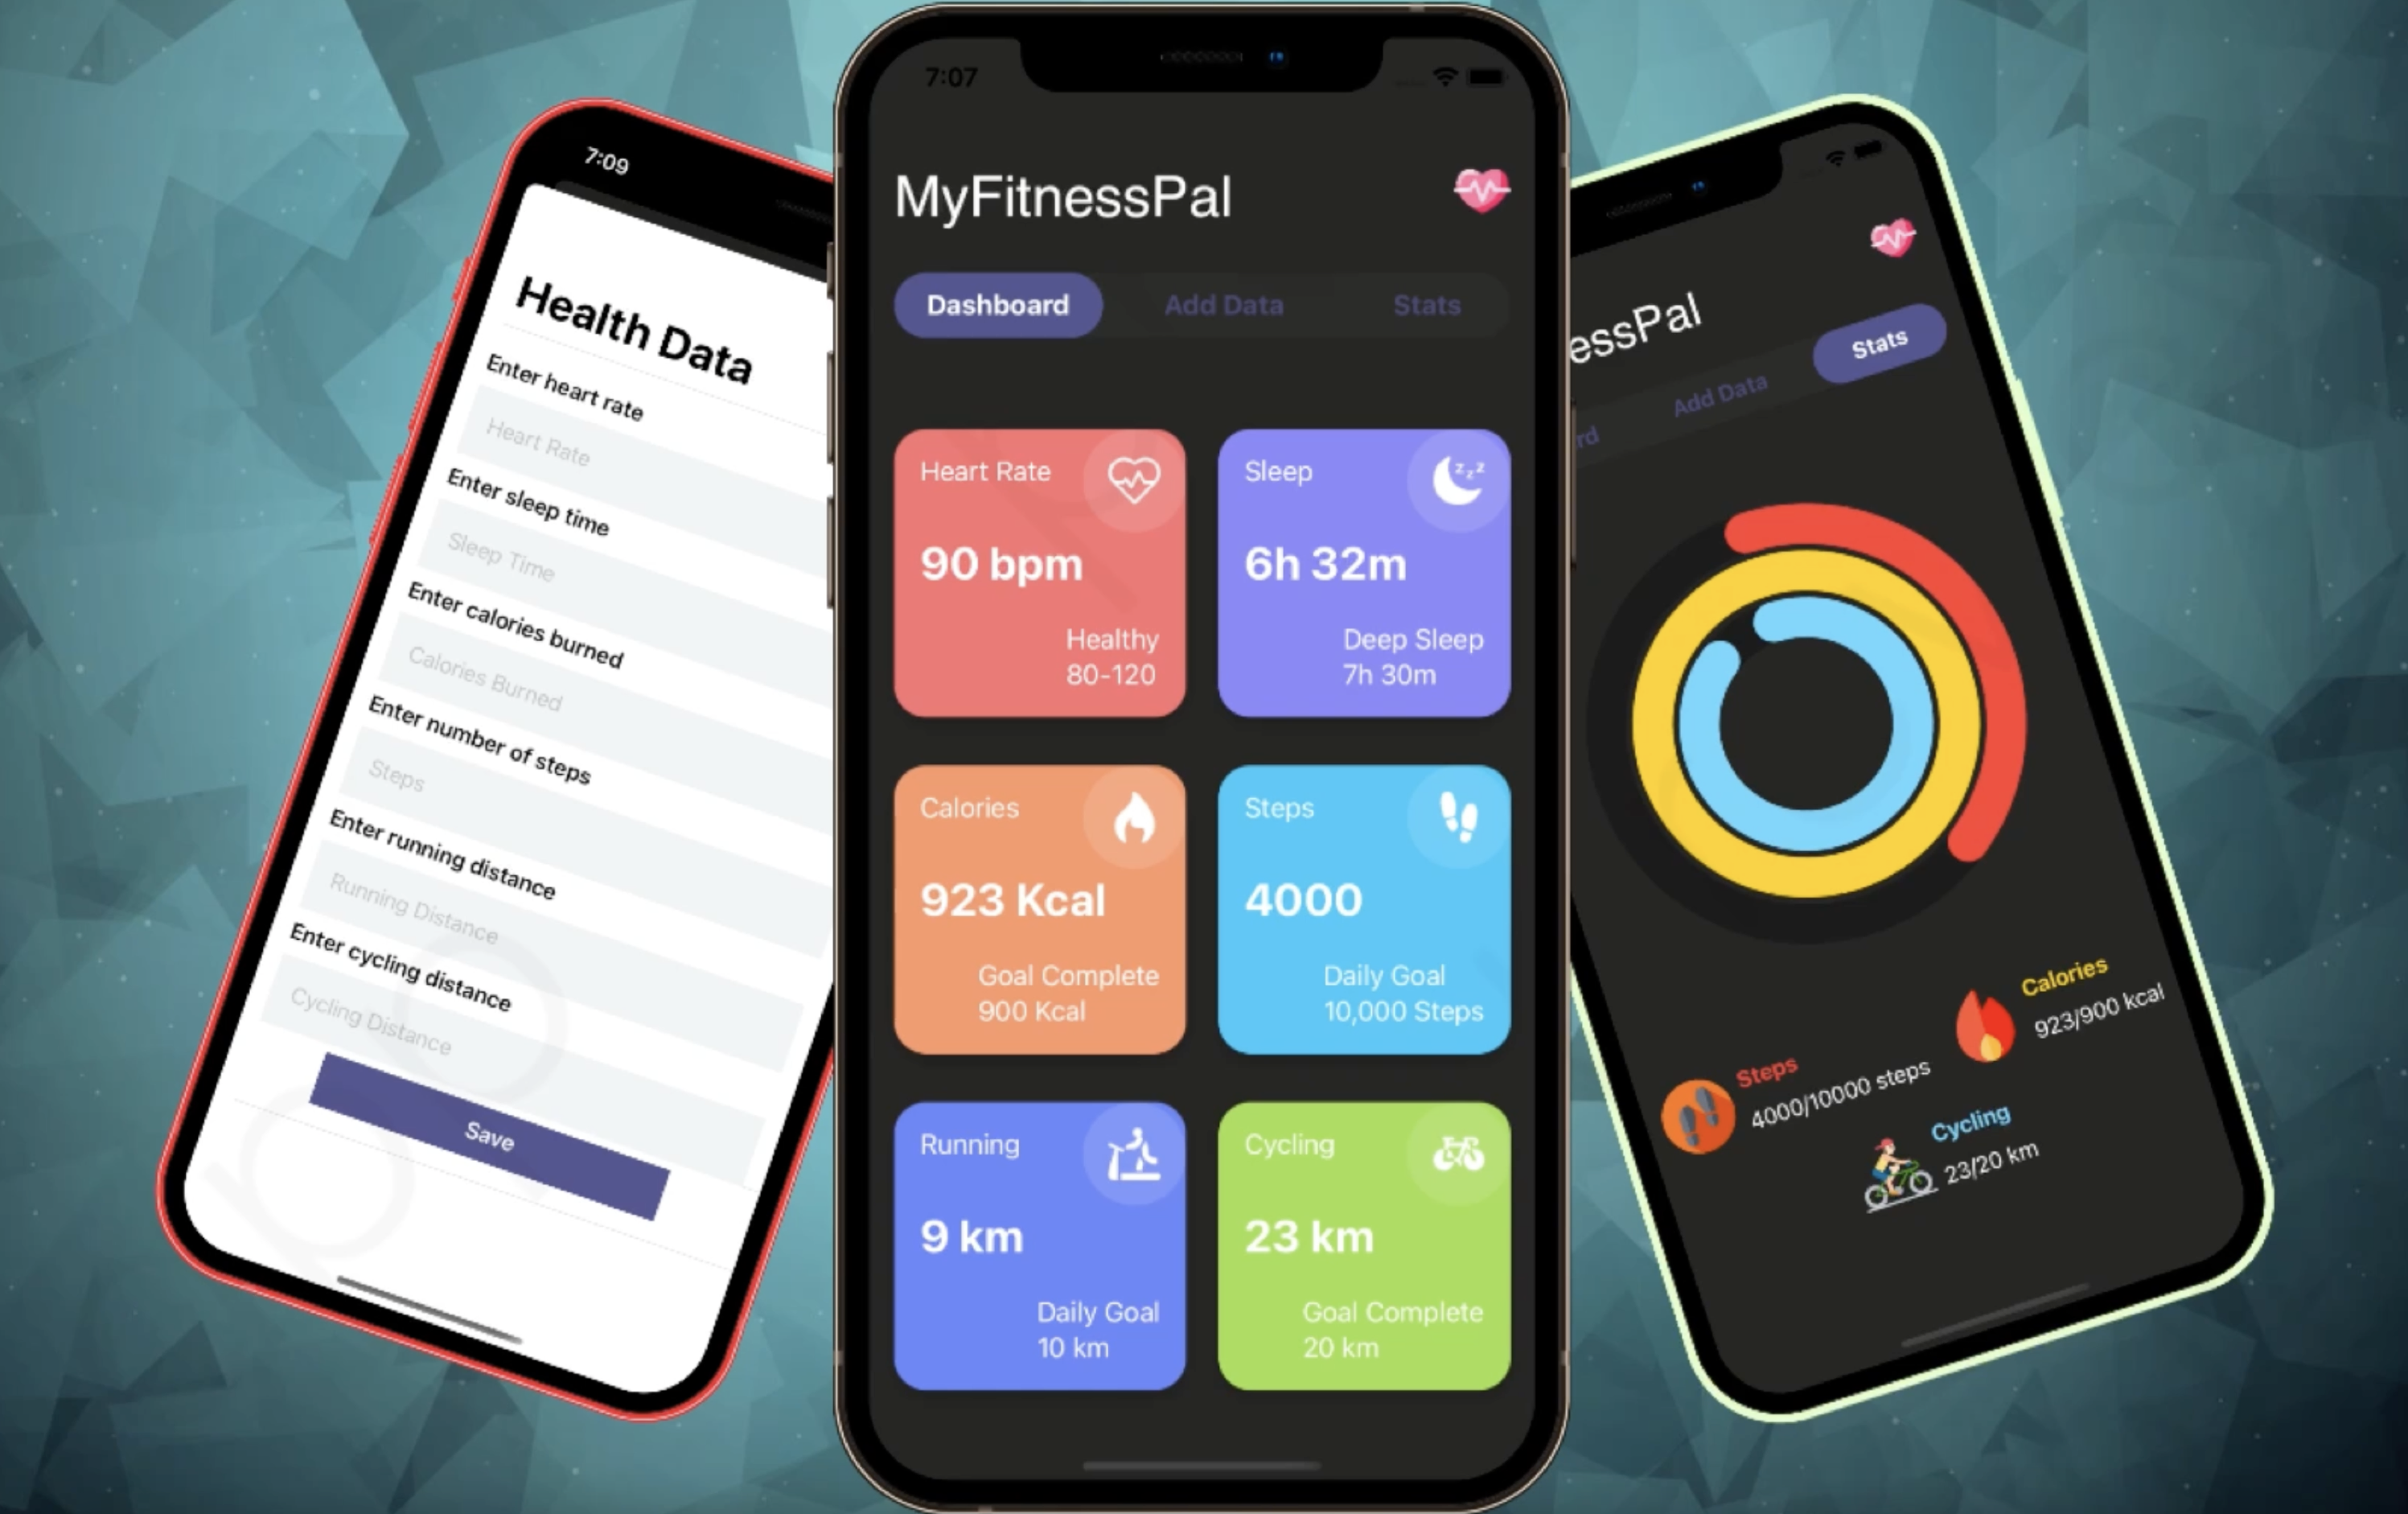 7:09
Health Data
Enter heart rate
Heart Rate
Enter sleep time
Sleep Time
Enter calories burned
Calories Burned
Enter number of steps
Steps
Enter running distance
Running Distance
Enter cycling distance
Cycling Distance
Save
7:07
MyFitnessPal
Dashboard Add Data Stats
Heart Rate
90 bpm
Healthy
80-120
Sleep
zzz
6h 32m
Deep Sleep
7h 30m
Calories
923 Kcal
Goal Complete
900 Kcal
Steps
4000
Daily Goal
10,000 Steps
Running
9 km
Daily Goal
10 km
Cycling
23 km
Goal Complete
20 km
essPal
rd Add Data Stats
Calories
923/900 kcal
Steps
4000/10000 steps
Cycling
23/20 km